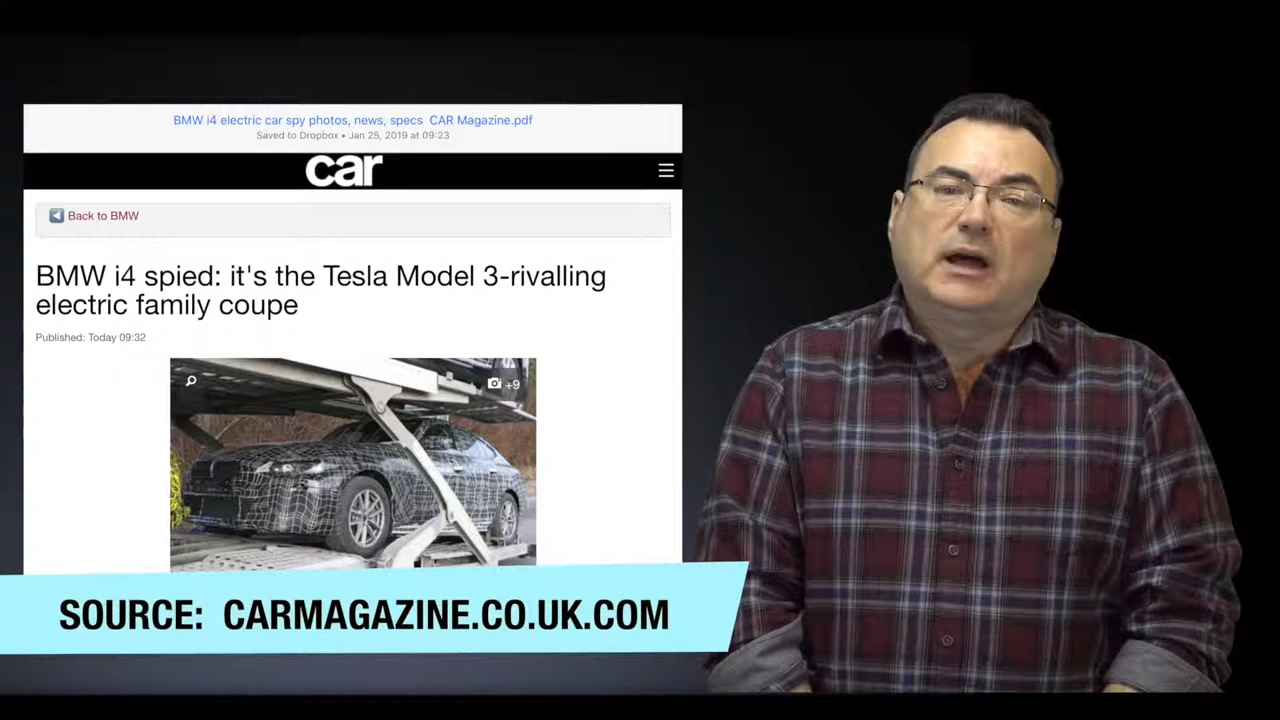 BMW i4 electric car spy photos, news, specs CAR Magazine.pdf
Saved to Dropbox • Jan 25, 2019 at 09:23
car
Back to BMW
BMW i4 spied: it's the Tesla Model 3-rivalling
electric family coupe
Published: Today 09:32
+9
SOURCE: CARMAGAZINE.CO.UK.COM